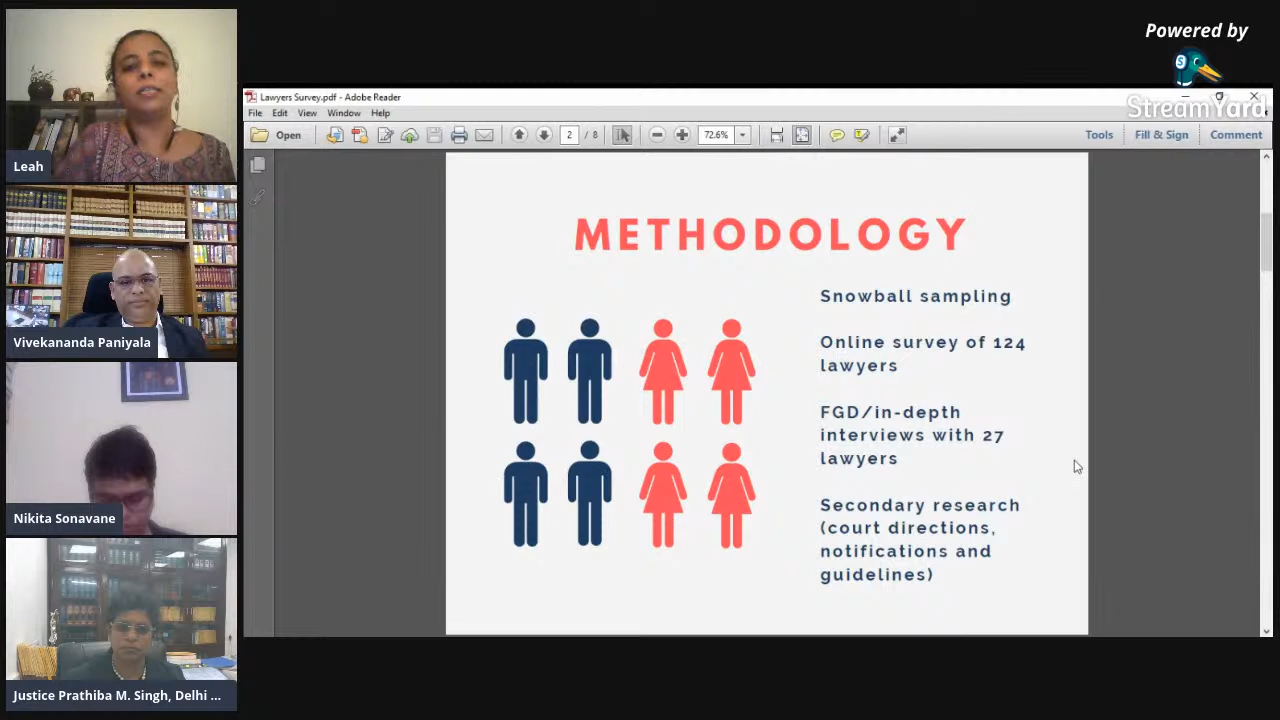 Powered by
StreamYard
Leah
Vivekananda Paniyala
Nikita Sonavane
Justice Prathiba M. Singh, Delhi ...
Lawyers Survey.pdf - Adobe Reader
File Edit View Window Help
Open 2 / 8 72.6% Tools Fill & Sign Comment
METHODOLOGY
Snowball sampling
Online survey of 124
lawyers
FGD/in-depth
interviews with 27
lawyers
Secondary research
(court directions,
notifications and
guidelines)